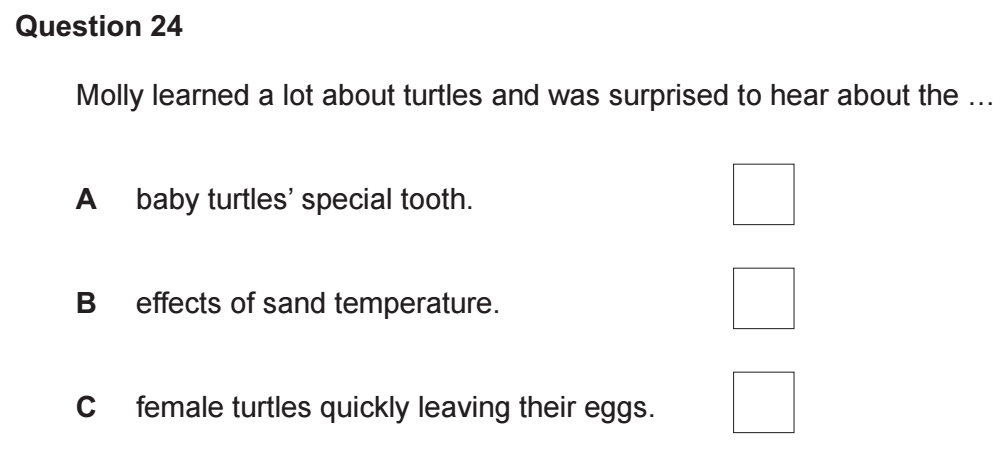 Question 24
Molly learned a lot about turtles and was surprised to hear about the …
A baby turtles’ special tooth.
B effects of sand temperature.
C female turtles quickly leaving their eggs.